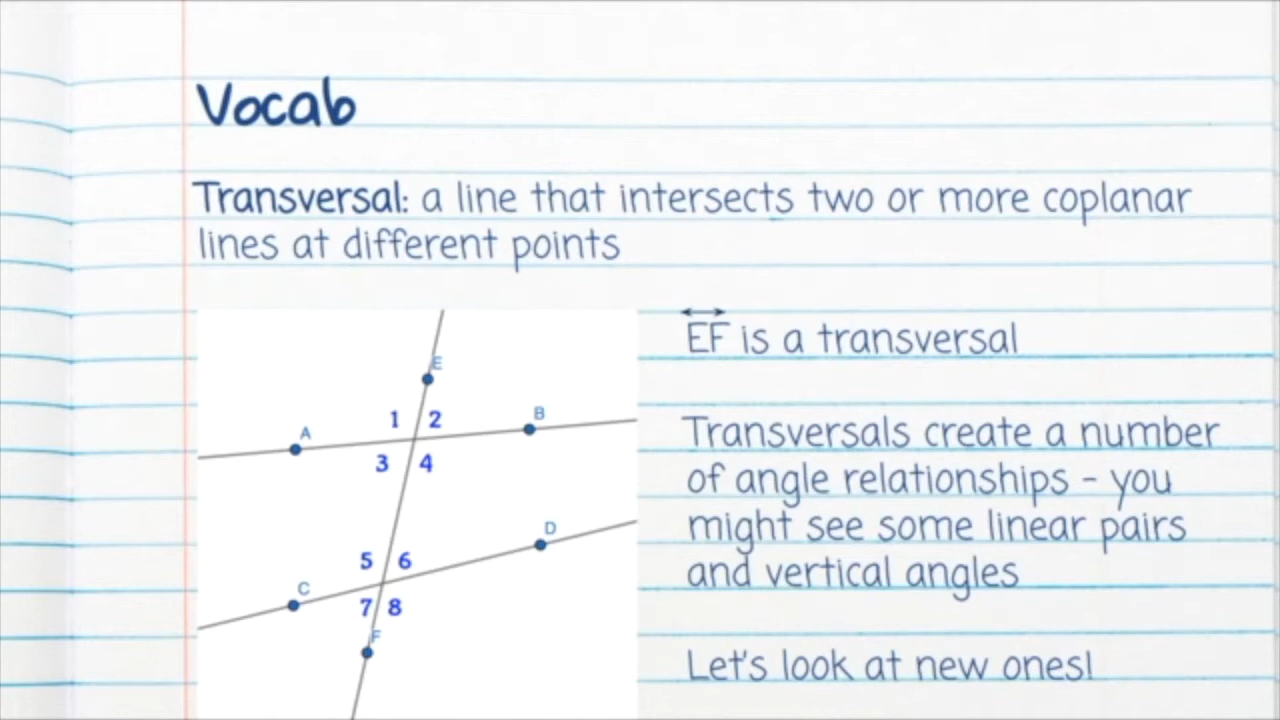 Vocab
Transversal: a line that intersects two or more coplanar
lines at different points
E
1 2
A
B
3 4
D
5 6
C
7 8
F
EF is a transversal
Transversals create a number
of angle relationships - you
might see some linear pairs
and vertical angles
Let's look at new ones!